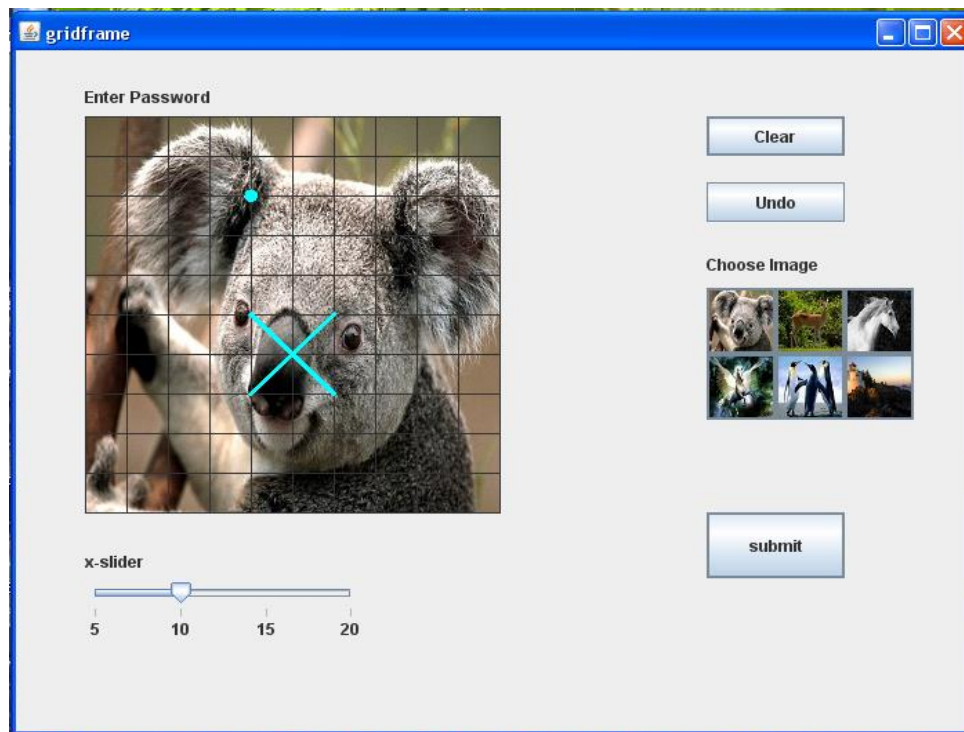 gridframe
Enter Password
Clear
Undo
Choose Image
submit
x-slider
5 10 15 20